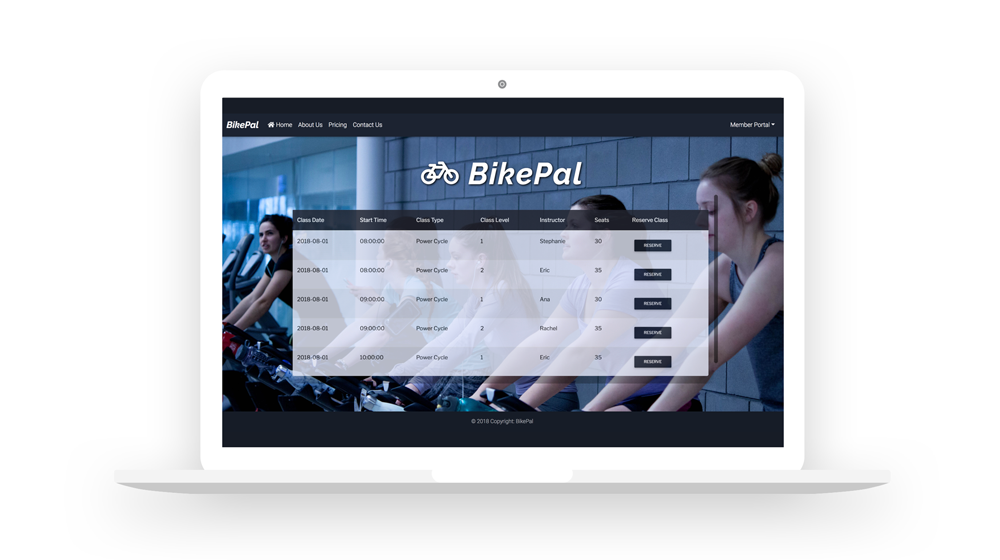 BikePal Home About Us Pricing Contact Us Member Portal
BikePal
Class Date Start Time Class Type Class Level Instructor Seats Reserve Class
2018-08-01 08:00:00 Power Cycle 1 Stephanie 30 RESERVE
2018-08-01 08:00:00 Power Cycle 2 Eric 35 RESERVE
2018-08-01 09:00:00 Power Cycle 1 Ana 30 RESERVE
2018-08-01 09:00:00 Power Cycle 2 Rachel 35 RESERVE
2018-08-01 10:00:00 Power Cycle 1 Eric 35 RESERVE
© 2018 Copyright: BikePal